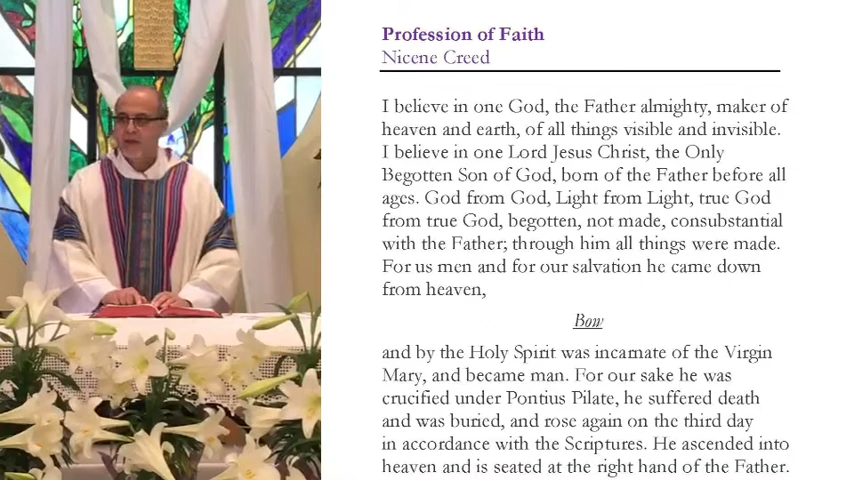 Profession of Faith
Nicene Creed
I believe in one God, the Father almighty, maker of
heaven and earth, of all things visible and invisible.
I believe in one Lord Jesus Christ, the Only
Begotten Son of God, born of the Father before all
ages. God from God, Light from Light, true God
from true God, begotten, not made, consubstantial
with the Father; through him all things were made.
For us men and for our salvation he came down
from heaven,
Bow
and by the Holy Spirit was incarnate of the Virgin
Mary, and became man. For our sake he was
crucified under Pontius Pilate, he suffered death
and was buried, and rose again on the third day
in accordance with the Scriptures. He ascended into
heaven and is seated at the right hand of the Father.